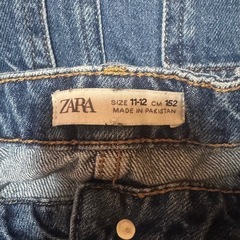 ZARA
SIZE 11-12 CM 152
MADE IN PAKISTAN